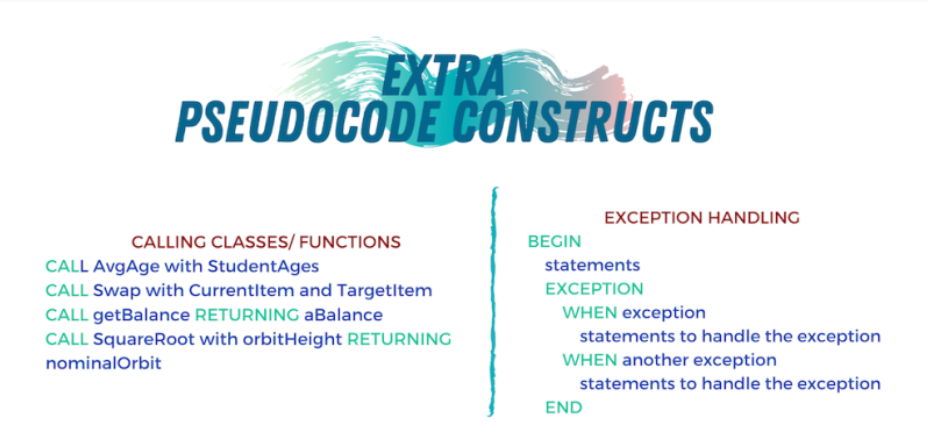 EXTRA
PSEUDOCODE CONSTRUCTS
CALLING CLASSES/ FUNCTIONS
CALL AvgAge with StudentAges
CALL Swap with CurrentItem and TargetItem
CALL getBalance RETURNING aBalance
CALL SquareRoot with orbitHeight RETURNING
nominalOrbit
EXCEPTION HANDLING
BEGIN
statements
EXCEPTION
WHEN exception
statements to handle the exception
WHEN another exception
statements to handle the exception
END